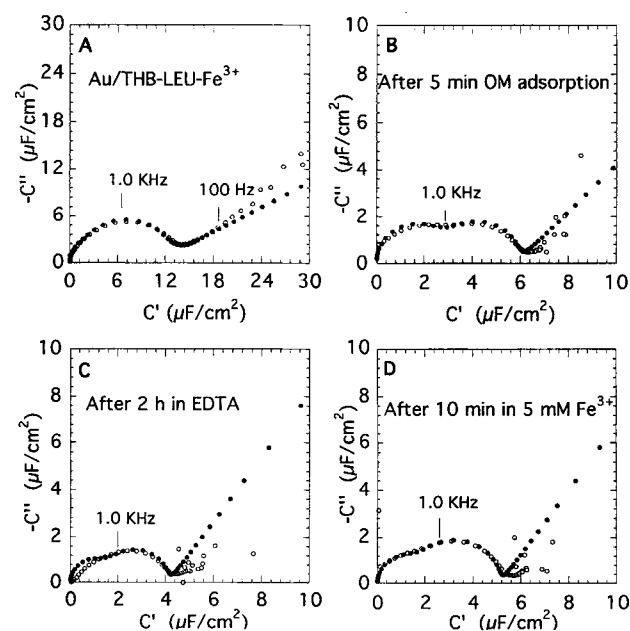 30
24
18
12
6
0
-C" (µF/cm²)
A
Au/THB-LEU-Fe³⁺
1.0 KHz
100 Hz
0 6 12 18 24 30
C' (µF/cm²)
10
8
6
4
2
0
-C" (µF/cm²)
B
After 5 min OM adsorption
1.0 KHz
0 2 4 6 8 10
C' (µF/cm²)
10
8
6
4
2
0
-C" (µF/cm²)
C
After 2 h in EDTA
1.0 KHz
0 2 4 6 8 10
C' (µF/cm²)
10
8
6
4
2
0
-C" (µF/cm²)
D
After 10 min in 5 mM Fe³⁺
1.0 KHz
0 2 4 6 8 10
C' (µF/cm²)